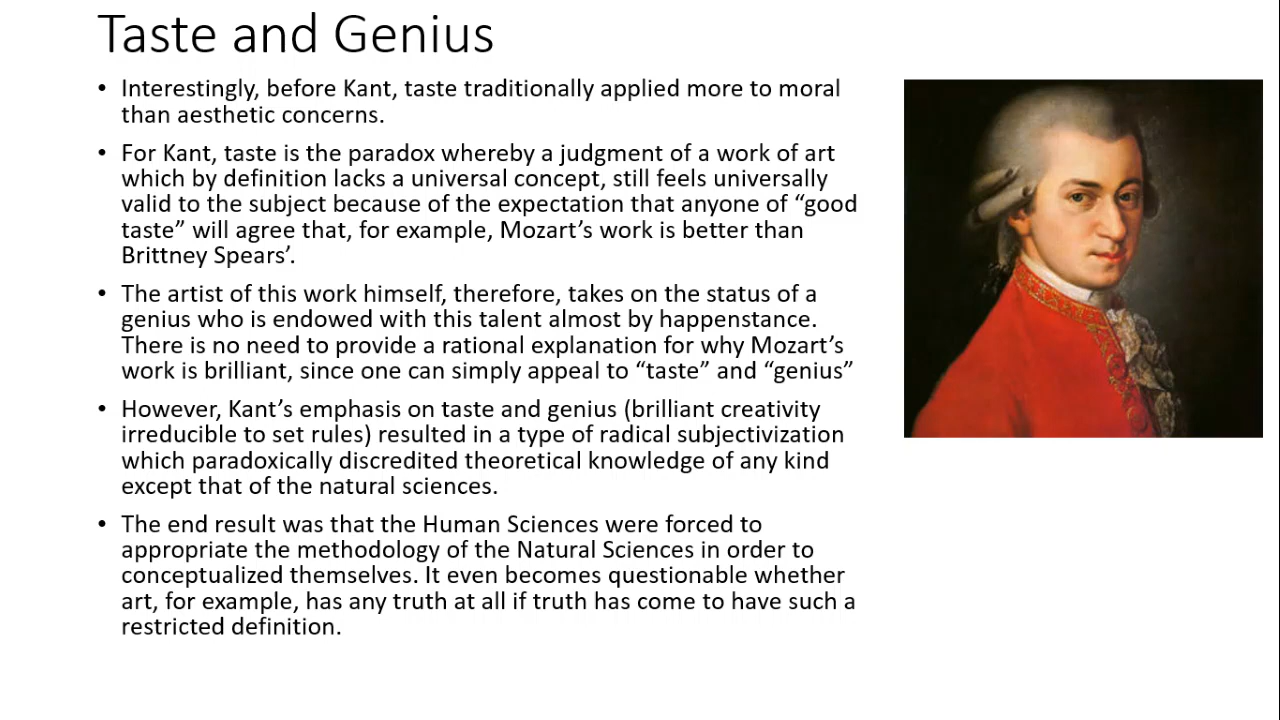 Taste and Genius
• Interestingly, before Kant, taste traditionally applied more to moral
than aesthetic concerns.
• For Kant, taste is the paradox whereby a judgment of a work of art
which by definition lacks a universal concept, still feels universally
valid to the subject because of the expectation that anyone of “good
taste” will agree that, for example, Mozart’s work is better than
Brittney Spears’.
• The artist of this work himself, therefore, takes on the status of a
genius who is endowed with this talent almost by happenstance.
There is no need to provide a rational explanation for why Mozart’s
work is brilliant, since one can simply appeal to “taste” and “genius”
• However, Kant’s emphasis on taste and genius (brilliant creativity
irreducible to set rules) resulted in a type of radical subjectivization
which paradoxically discredited theoretical knowledge of any kind
except that of the natural sciences.
• The end result was that the Human Sciences were forced to
appropriate the methodology of the Natural Sciences in order to
conceptualized themselves. It even becomes questionable whether
art, for example, has any truth at all if truth has come to have such a
restricted definition.